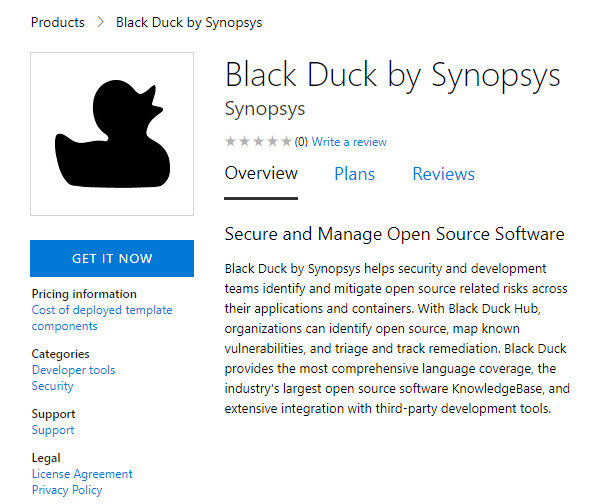 Products > Black Duck by Synopsys
Black Duck by Synopsys
Synopsys
(0) Write a review
Overview Plans Reviews
GET IT NOW
Pricing information
Cost of deployed template
components
Categories
Developer tools
Security
Support
Support
Legal
License Agreement
Privacy Policy
Secure and Manage Open Source Software
Black Duck by Synopsys helps security and development
teams identify and mitigate open source related risks across
their applications and containers. With Black Duck Hub,
organizations can identify open source, map known
vulnerabilities, and triage and track remediation. Black Duck
provides the most comprehensive language coverage, the
industry's largest open source software KnowledgeBase, and
extensive integration with third-party development tools.